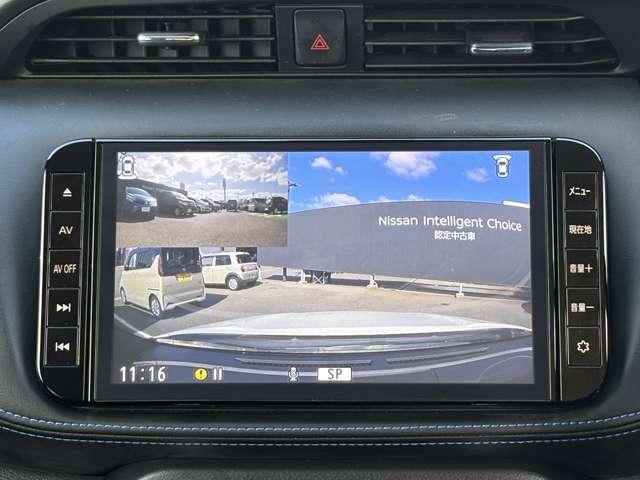 Nissan Intelligent Choice
認定中古車
AV
AV OFF
メニュー
現在地
音量＋
音量－
11:16
SP